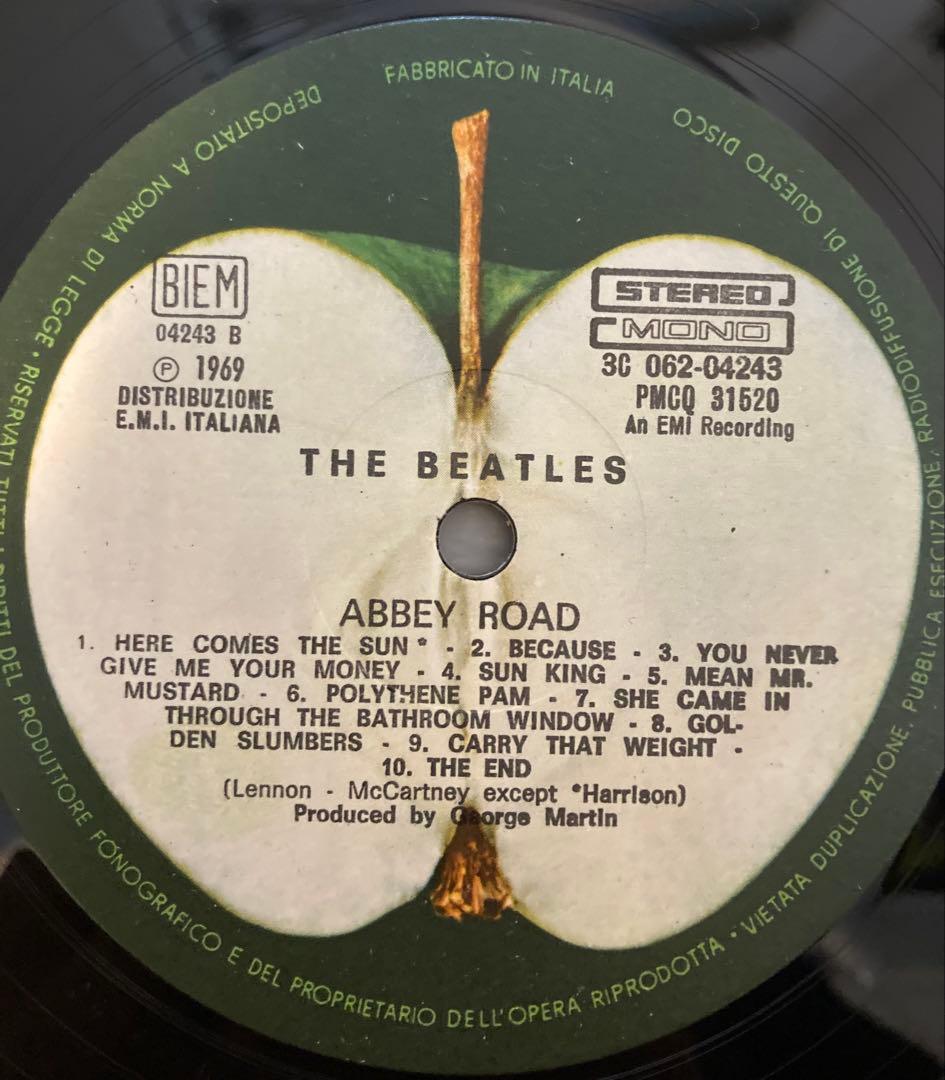 FABBRICATO IN ITALIA
DEPOSITATO A NORMA DI LEGGE • RISERVATI TUTTI I DIRITTI DEL PRODUTTORE FONOGRAFICO E DEL PROPRIETARIO DELL'OPERA RIPRODOTTA • VIETATA DUPLICAZIONE, PUBBLICA ESECUZIONE, RADIODIFFUSIONE DI QUESTO DISCO
BIEM
04243 B
℗ 1969
DISTRIBUZIONE
E.M.I. ITALIANA
STEREO
MONO
3C 062-04243
PMCQ 31520
An EMI Recording
THE BEATLES
ABBEY ROAD
1. HERE COMES THE SUN * - 2. BECAUSE - 3. YOU NEVER
GIVE ME YOUR MONEY - 4. SUN KING - 5. MEAN MR.
MUSTARD - 6. POLYTHENE PAM - 7. SHE CAME IN
THROUGH THE BATHROOM WINDOW - 8. GOL-
DEN SLUMBERS - 9. CARRY THAT WEIGHT -
10. THE END
(Lennon - McCartney except *Harrison)
Produced by George Martin